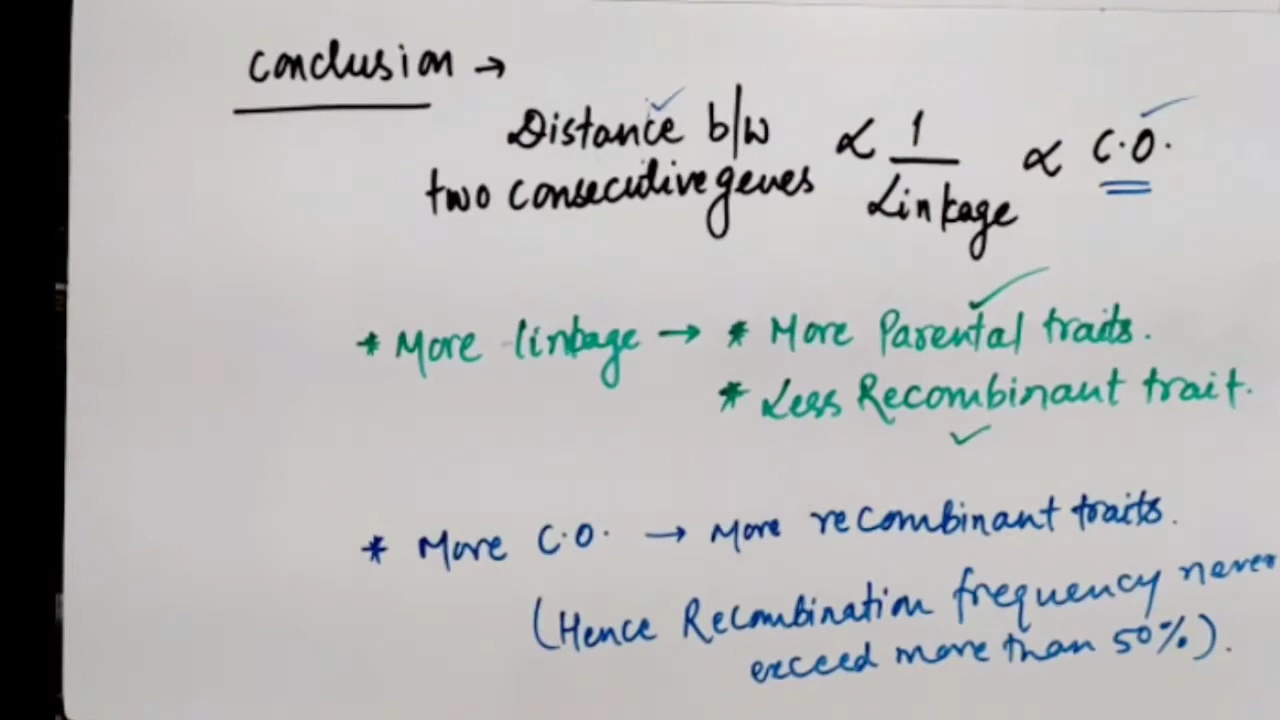 conclusion →
Distance b/w ∝ 1/Linkage ∝ C.O.
two consecutive genes
* More linkage → * More Parental traits.
* Less Recombinant trait.
* More C.O. → More recombinant traits.
(Hence Recombination frequency never
exceed more than 50%).